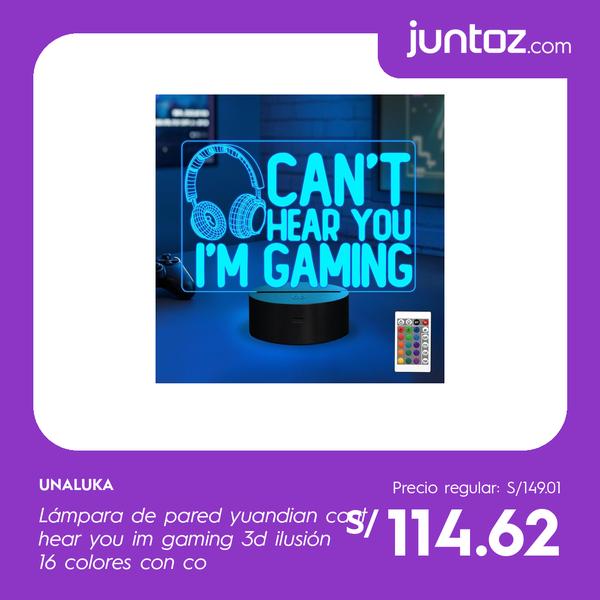 juntoz.com
CAN'T
HEAR YOU
I'M GAMING
UNALUKA
Precio regular: S/149.01
Lámpara de pared yuandian cant
hear you im gaming 3d ilusión
16 colores con co
S/ 114.62